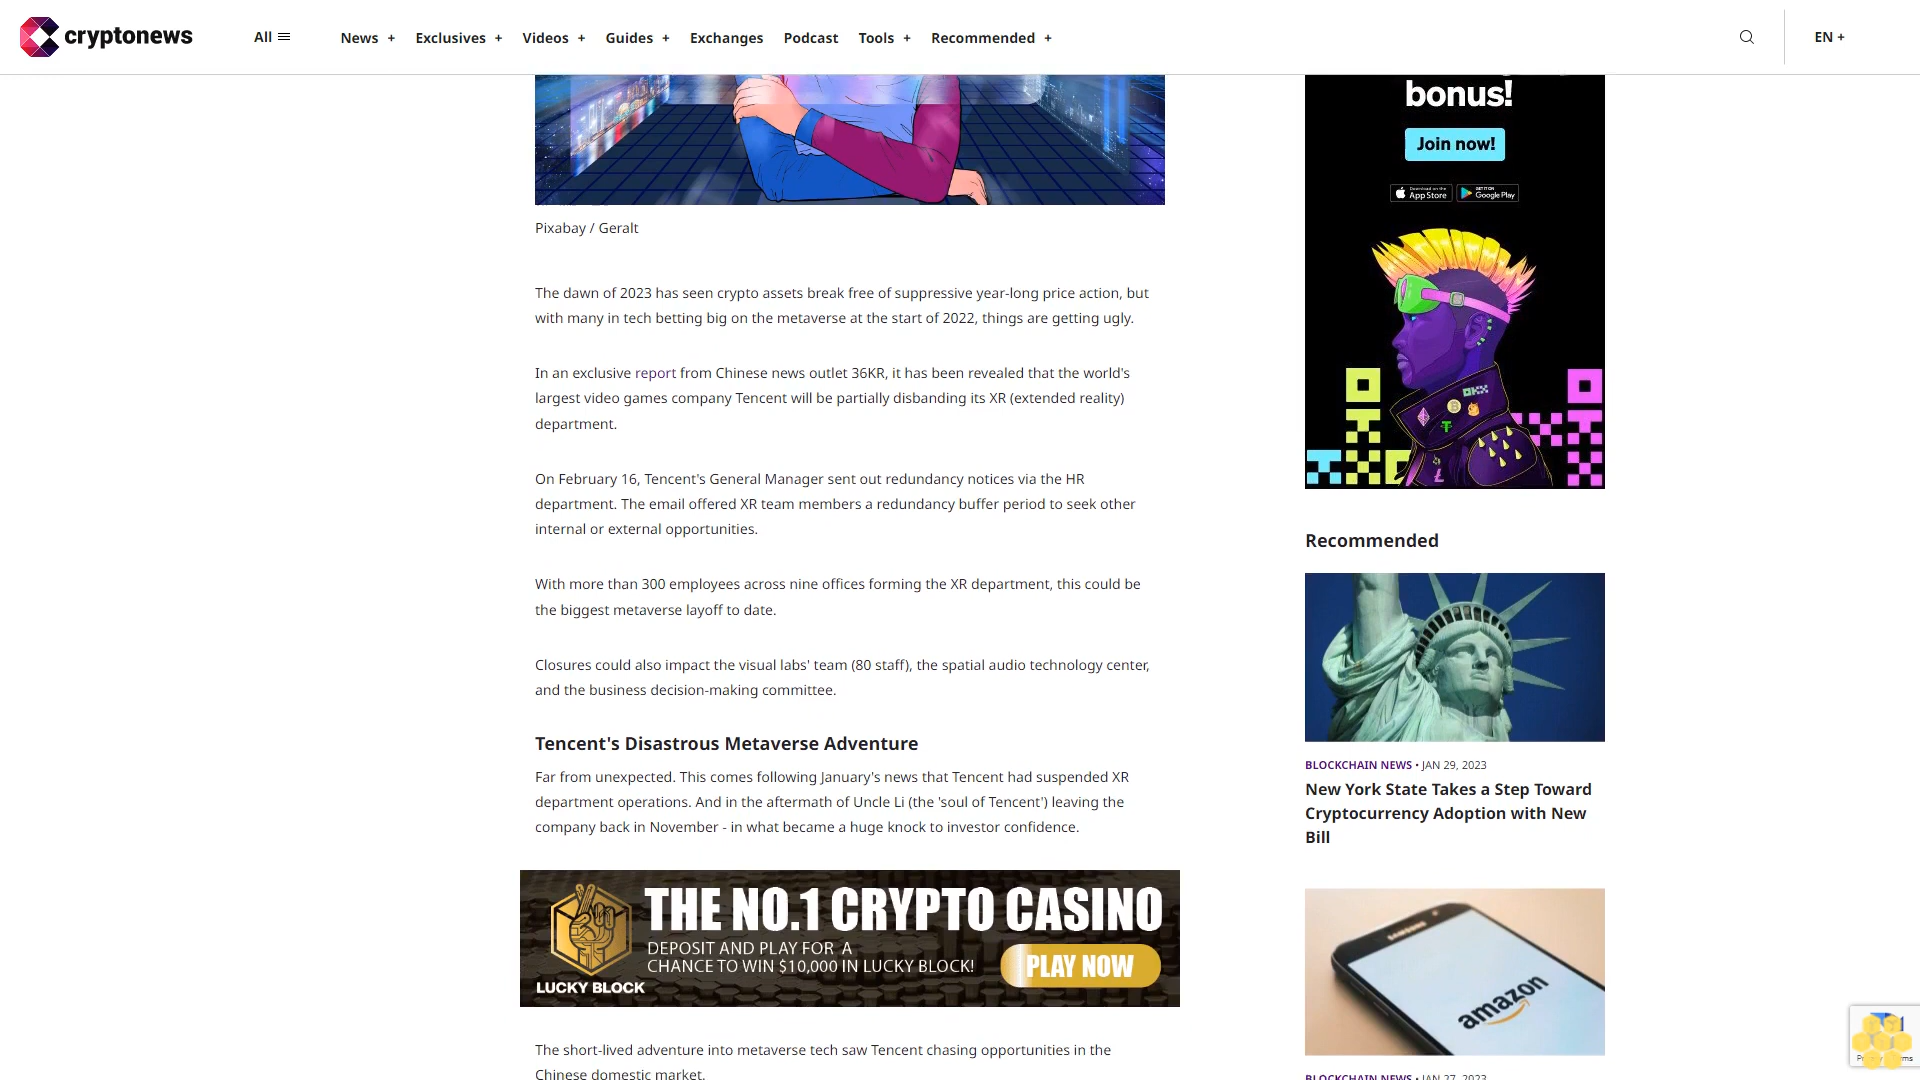 cryptonews
All
News +
Exclusives +
Videos +
Guides +
Exchanges
Podcast
Tools +
Recommended +
EN +
Pixabay / Geralt
The dawn of 2023 has seen crypto assets break free of suppressive year-long price action, but
with many in tech betting big on the metaverse at the start of 2022, things are getting ugly.
In an exclusive report from Chinese news outlet 36KR, it has been revealed that the world's
largest video games company Tencent will be partially disbanding its XR (extended reality)
department.
On February 16, Tencent's General Manager sent out redundancy notices via the HR
department. The email offered XR team members a redundancy buffer period to seek other
internal or external opportunities.
With more than 300 employees across nine offices forming the XR department, this could be
the biggest metaverse layoff to date.
Closures could also impact the visual labs' team (80 staff), the spatial audio technology center,
and the business decision-making committee.
Tencent's Disastrous Metaverse Adventure
Far from unexpected. This comes following January's news that Tencent had suspended XR
department operations. And in the aftermath of Uncle Li (the 'soul of Tencent') leaving the
company back in November - in what became a huge knock to investor confidence.
THE NO.1 CRYPTO CASINO
DEPOSIT AND PLAY FOR A
CHANCE TO WIN $10,000 IN LUCKY BLOCK!
PLAY NOW
LUCKY BLOCK
The short-lived adventure into metaverse tech saw Tencent chasing opportunities in the
Chinese domestic market.
bonus!
Join now!
Download on the
App Store
GET IT ON
Google Play
OKX
Recommended
BLOCKCHAIN NEWS • JAN 29, 2023
New York State Takes a Step Toward
Cryptocurrency Adoption with New
Bill
SAMSUNG
amazon
BLOCKCHAIN NEWS • JAN 27, 2023